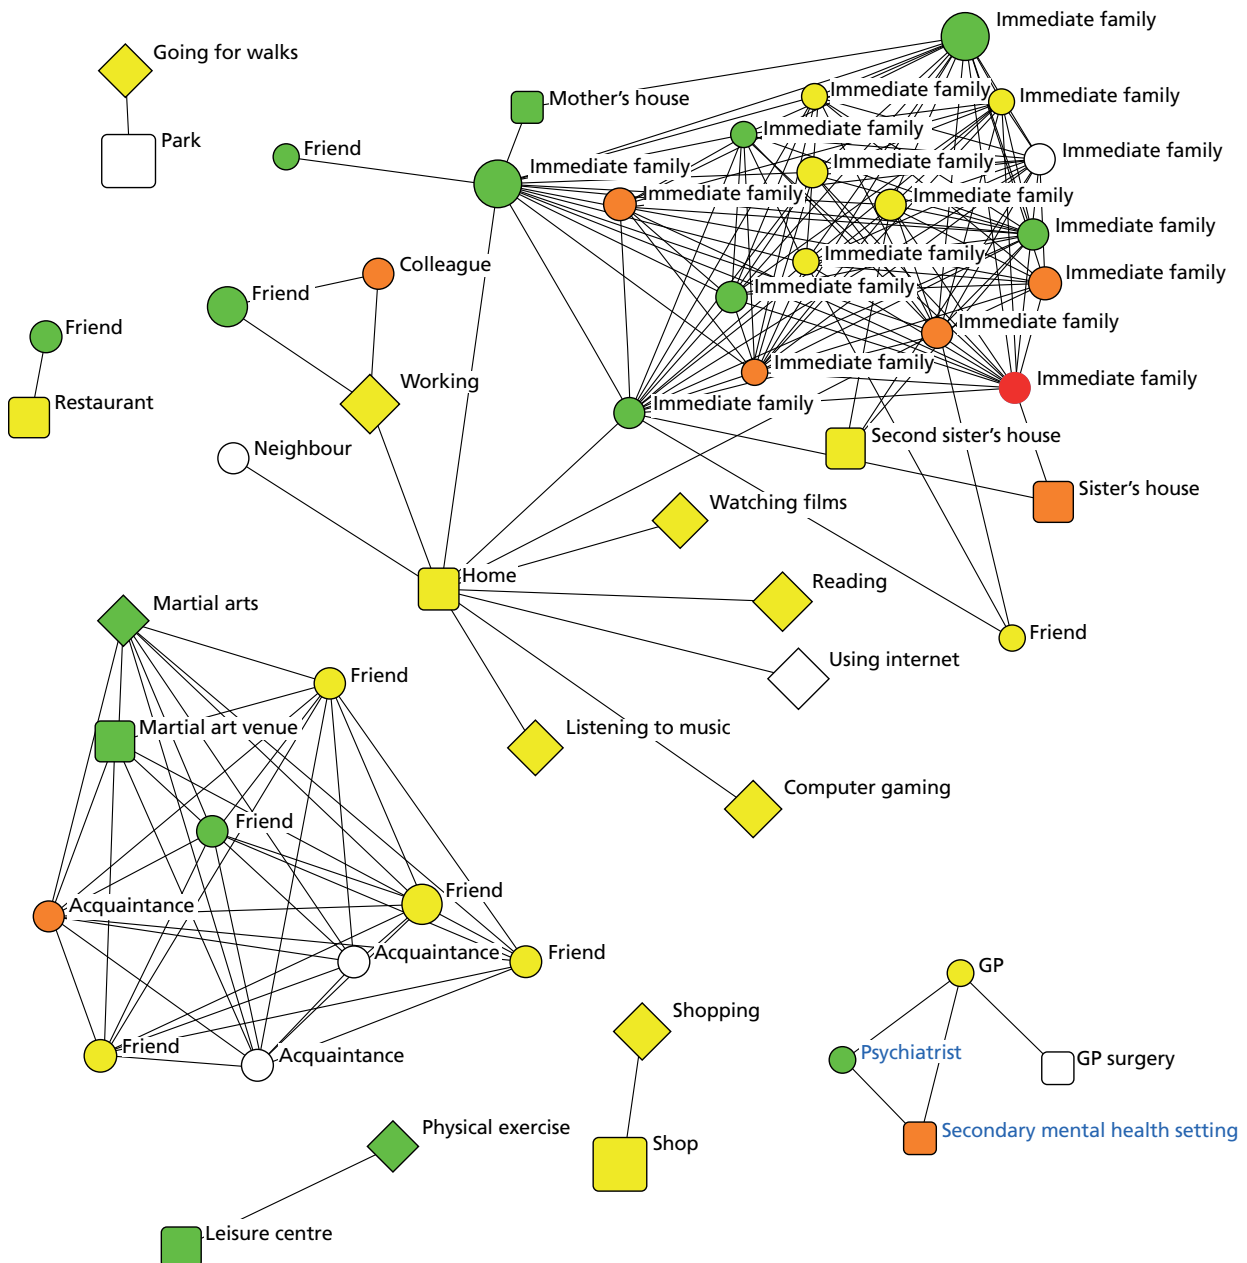 Immediate family
Going for walks
Immediate family
Immediate family
Mother's house
Immediate family
Park
Friend
Immediate family
Immediate family
Immediate family
Immediate family
Immediate family
Immediate family
Immediate family
Colleague
Immediate family
Friend
Immediate family
Friend
Immediate family
Immediate family
Working
Immediate family
Restaurant
Immediate family
Second sister's house
Neighbour
Sister's house
Watching films
Home
Reading
Martial arts
Friend
Using internet
Friend
Martial art venue
Listening to music
Computer gaming
Friend
Friend
Acquaintance
Acquaintance
Friend
GP
Shopping
Friend
Acquaintance
Psychiatrist
GP surgery
Physical exercise
Secondary mental health setting
Shop
Leisure centre